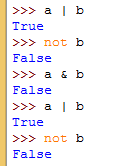 >>> a | b
True
>>> not b
False
>>> a & b
False
>>> a | b
True
>>> not b
False